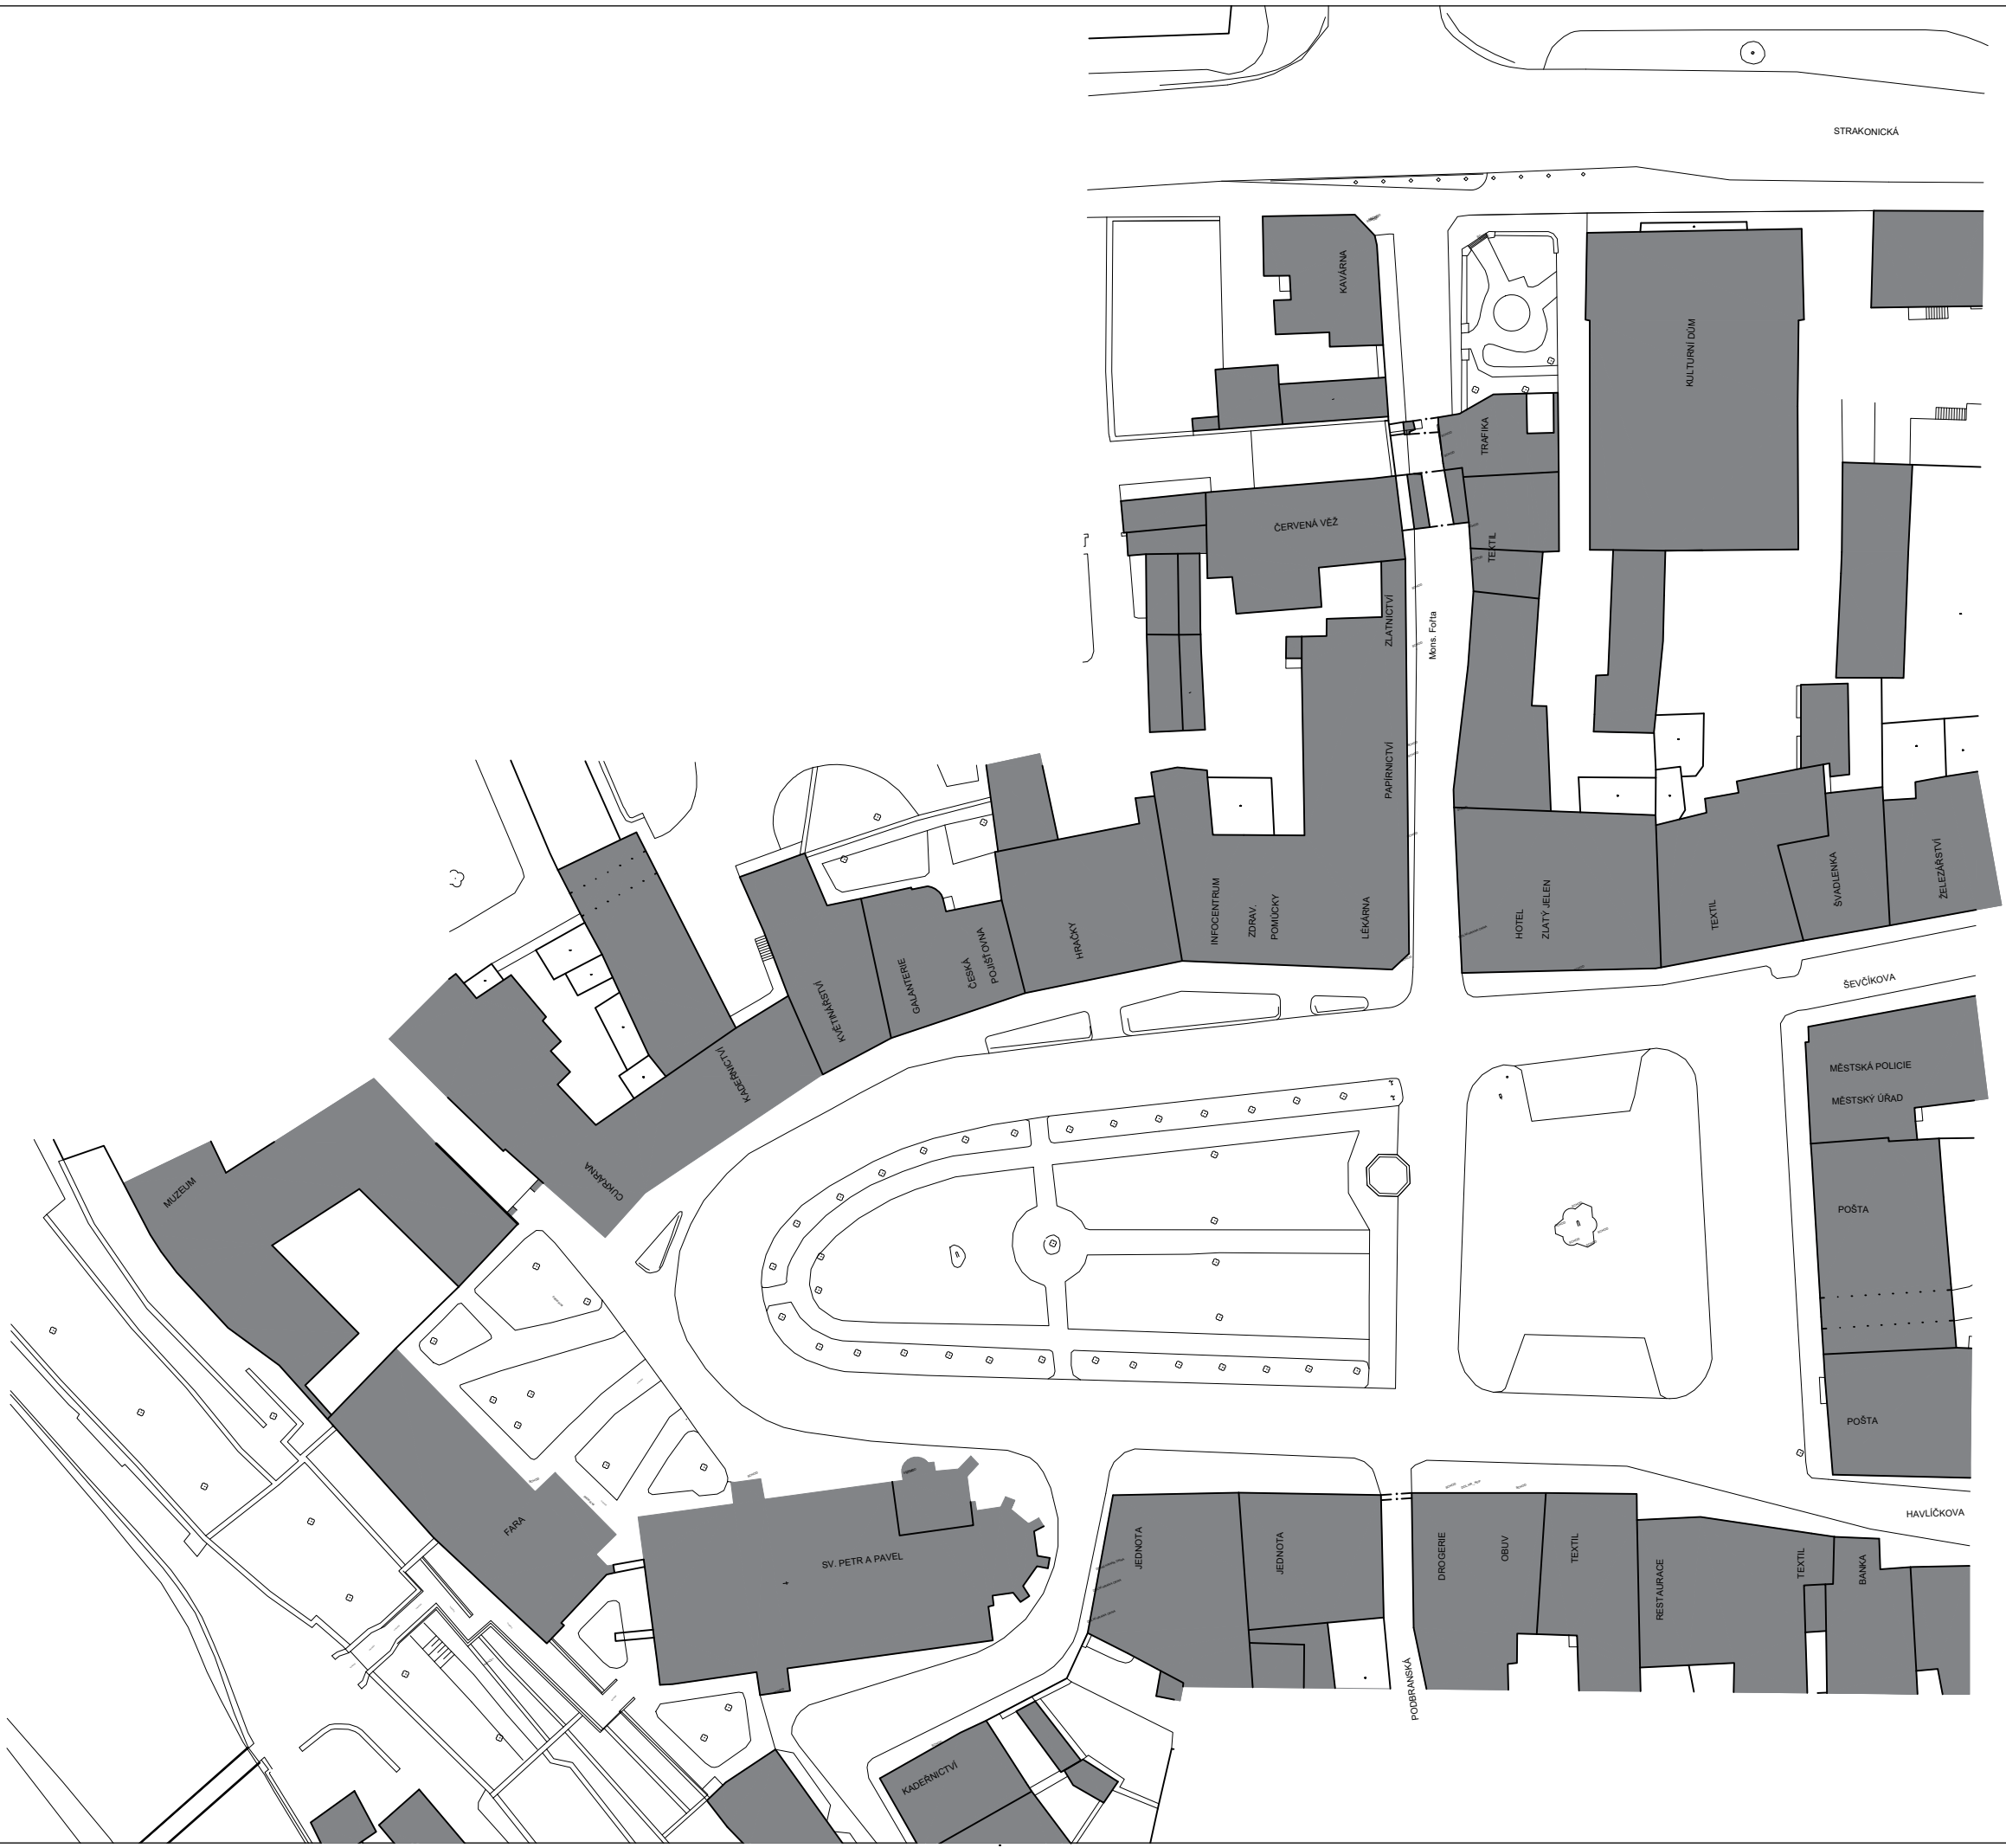 STRAKONICKÁ
KAVÁRNA
KULTURNÍ DŮM
TRAFIKA
ČERVENÁ VĚŽ
TEXTIL
ZLATNICTVÍ
Mons. Fořta
PAPÍRNICTVÍ
INFOCENTRUM
ZDRAV.
POMŮCKY
LÉKÁRNA
HOTEL
ZLATÝ JELEN
TEXTIL
ŠVADLENKA
ŽELEZÁŘSTVÍ
HRAČKY
ČESKÁ
POJIŠŤOVNA
GALANTERIE
KVĚTINÁŘSTVÍ
KADEŘNICTVÍ
CUKRÁRNA
MUZEUM
ŠEVČÍKOVA
MĚSTSKÁ POLICIE
MĚSTSKÝ ÚŘAD
POŠTA
POŠTA
HAVLÍČKOVA
FARA
SV. PETR A PAVEL
JEDNOTA
JEDNOTA
DROGERIE
OBUV
TEXTIL
RESTAURACE
TEXTIL
BANKA
PODBRANSKÁ
KADEŘNICTVÍ